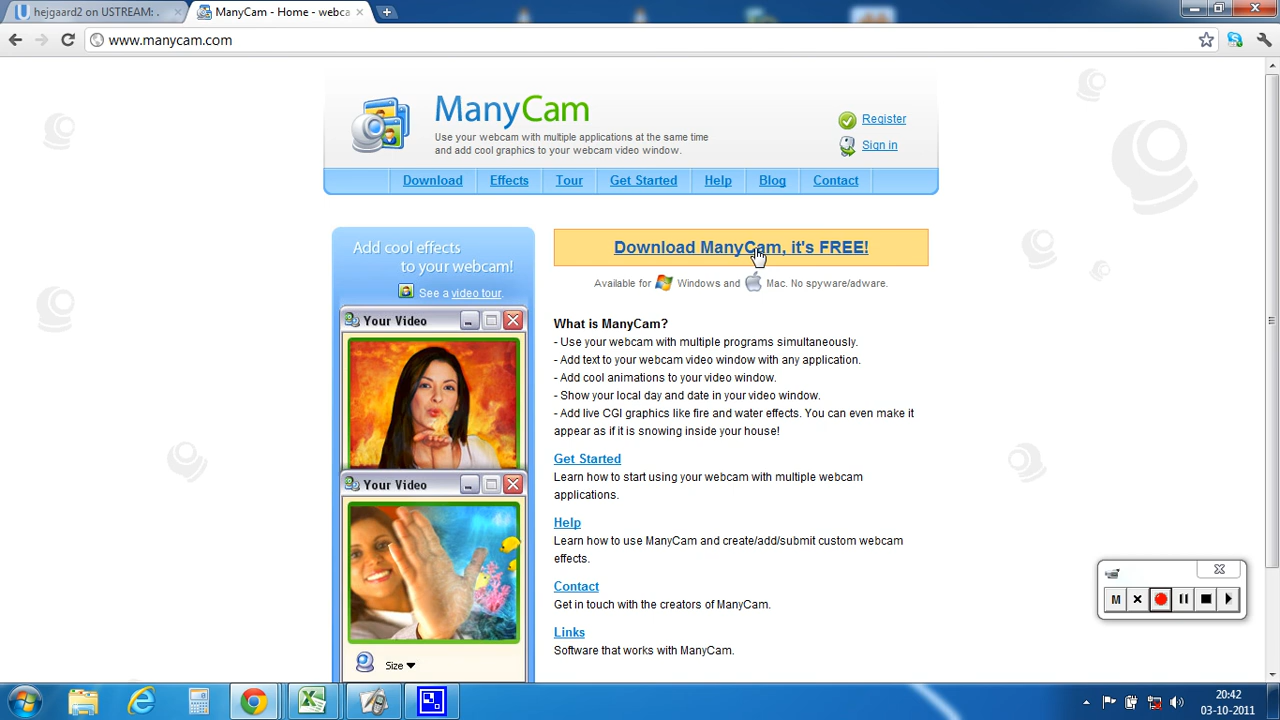 hejgaard2 on USTREAM: .
ManyCam - Home - webca
www.manycam.com
ManyCam
Use your webcam with multiple applications at the same time
and add cool graphics to your webcam video window.
Register
Sign in
Download Effects Tour Get Started Help Blog Contact
Add cool effects
to your webcam!
See a video tour.
Your Video
Your Video
Size
Download ManyCam, it's FREE!
Available for Windows and Mac. No spyware/adware.
What is ManyCam?
- Use your webcam with multiple programs simultaneously.
- Add text to your webcam video window with any application.
- Add cool animations to your video window.
- Show your local day and date in your video window.
- Add live CGI graphics like fire and water effects. You can even make it
appear as if it is snowing inside your house!
Get Started
Learn how to start using your webcam with multiple webcam
applications.
Help
Learn how to use ManyCam and create/add/submit custom webcam
effects.
Contact
Get in touch with the creators of ManyCam.
Links
Software that works with ManyCam.
M
20:42
03-10-2011